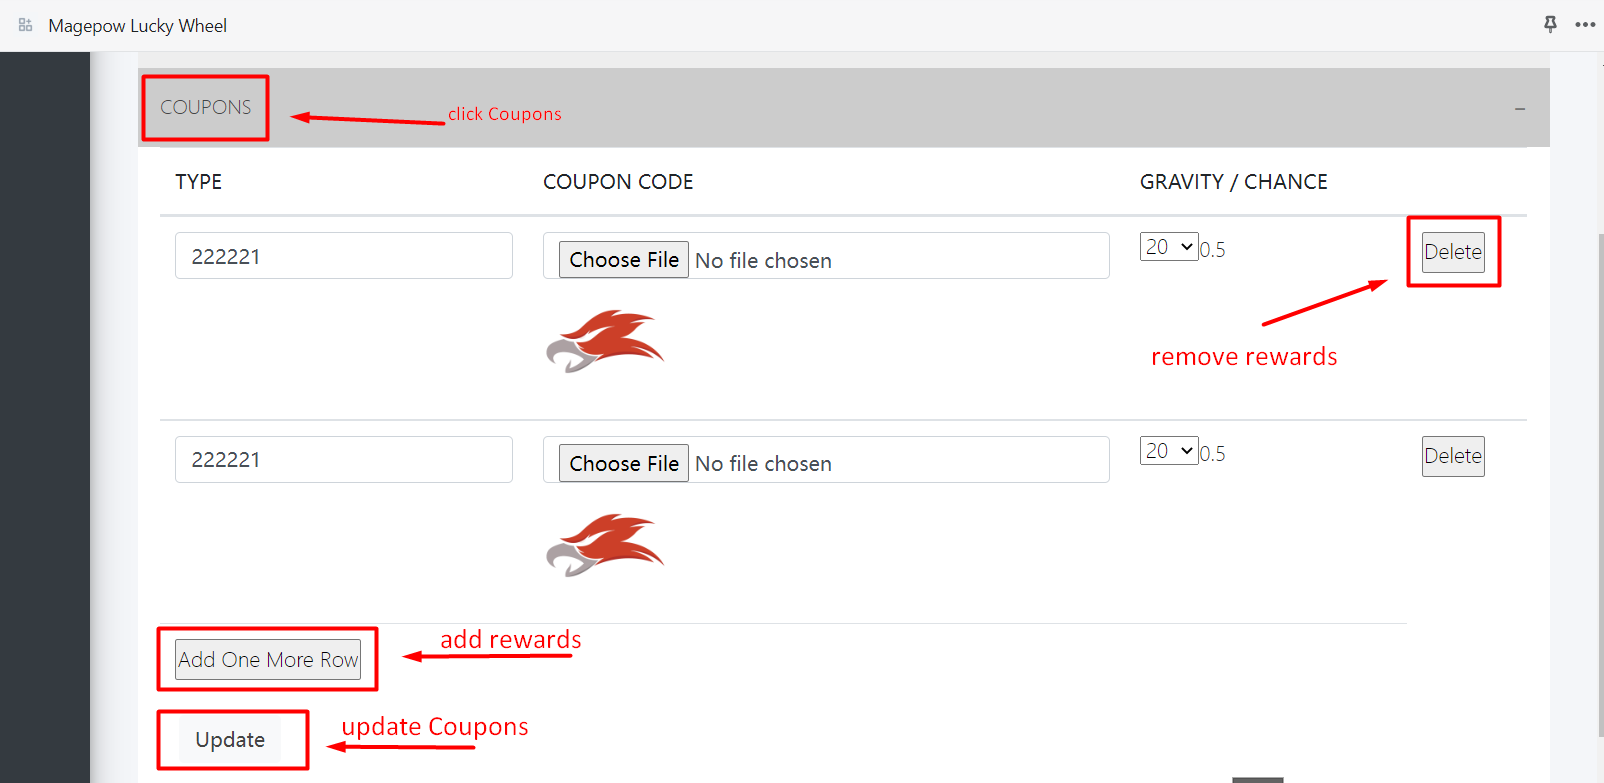 Magepow Lucky Wheel
COUPONS
click Coupons
TYPE COUPON CODE GRAVITY / CHANCE
222221 Choose File No file chosen 20 0.5 Delete
remove rewards
222221 Choose File No file chosen 20 0.5 Delete
add rewards
Add One More Row
update Coupons
Update